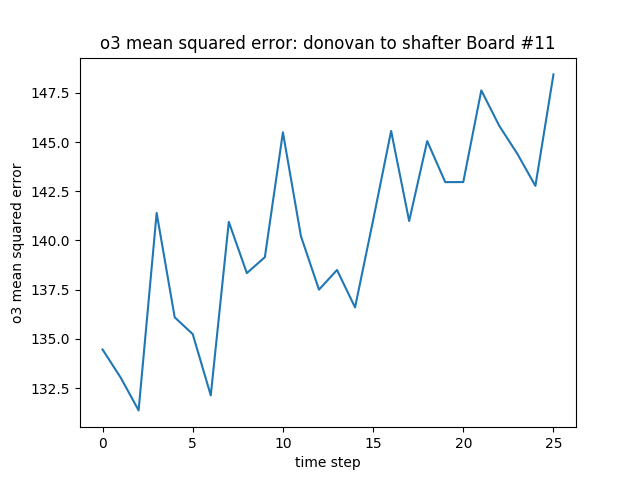 o3 mean squared error: donovan to shafter Board #11
147.5
145.0
142.5
140.0
137.5
135.0
132.5
o3 mean squared error
0 5 10 15 20 25
time step